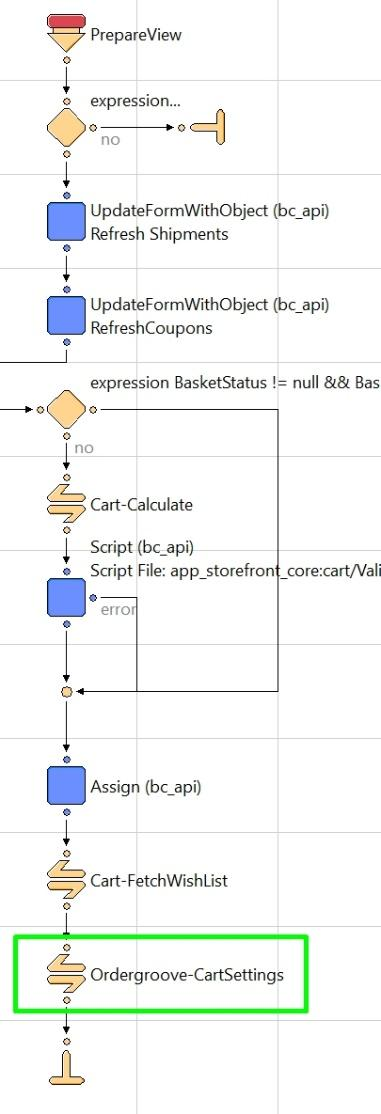 PrepareView
expression...
no
UpdateFormWithObject (bc_api)
Refresh Shipments
UpdateFormWithObject (bc_api)
RefreshCoupons
expression BasketStatus != null && Bas
no
Cart-Calculate
Script (bc_api)
Script File: app_storefront_core:cart/Vali
error
Assign (bc_api)
Cart-FetchWishList
Ordergroove-CartSettings